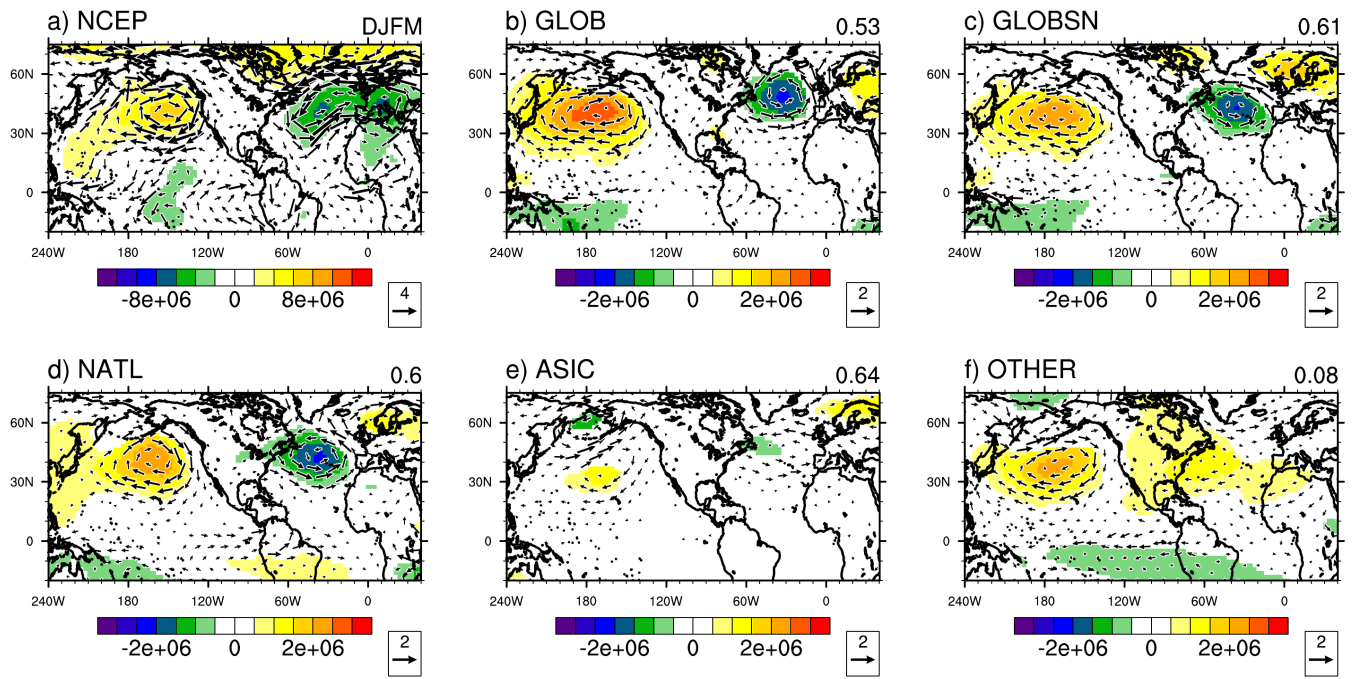 a) NCEP DJFM
60N
30N
0
240W 180 120W 60W 0
-8e+06 0 8e+06
4
b) GLOB 0.53
60N
30N
0
240W 180 120W 60W 0
-2e+06 0 2e+06
2
c) GLOBSN 0.61
60N
30N
0
240W 180 120W 60W 0
-2e+06 0 2e+06
2
d) NATL 0.6
60N
30N
0
240W 180 120W 60W 0
-2e+06 0 2e+06
2
e) ASIC 0.64
60N
30N
0
240W 180 120W 60W 0
-2e+06 0 2e+06
2
f) OTHER 0.08
60N
30N
0
240W 180 120W 60W 0
-2e+06 0 2e+06
2